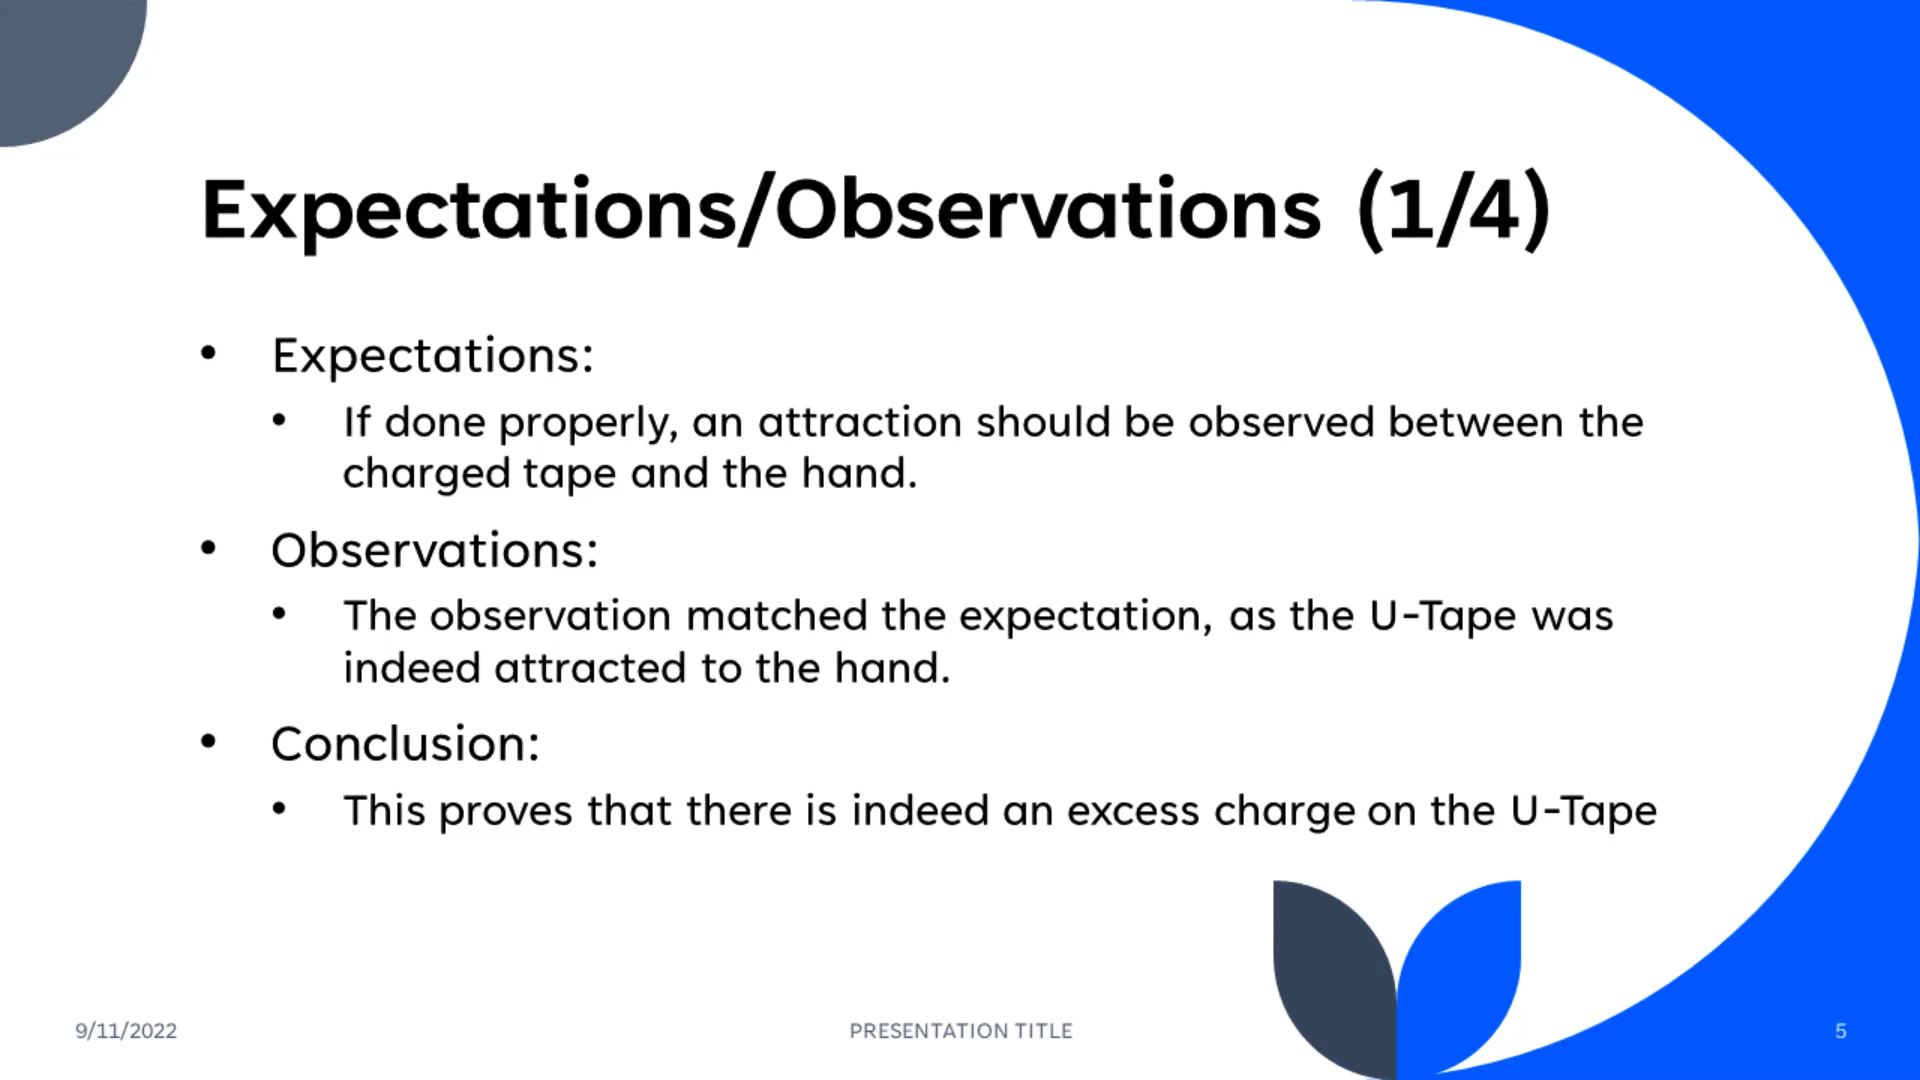 Expectations/Observations (1/4)
• Expectations:
• If done properly, an attraction should be observed between the
charged tape and the hand.
• Observations:
• The observation matched the expectation, as the U-Tape was
indeed attracted to the hand.
• Conclusion:
• This proves that there is indeed an excess charge on the U-Tape
9/11/2022
PRESENTATION TITLE
5